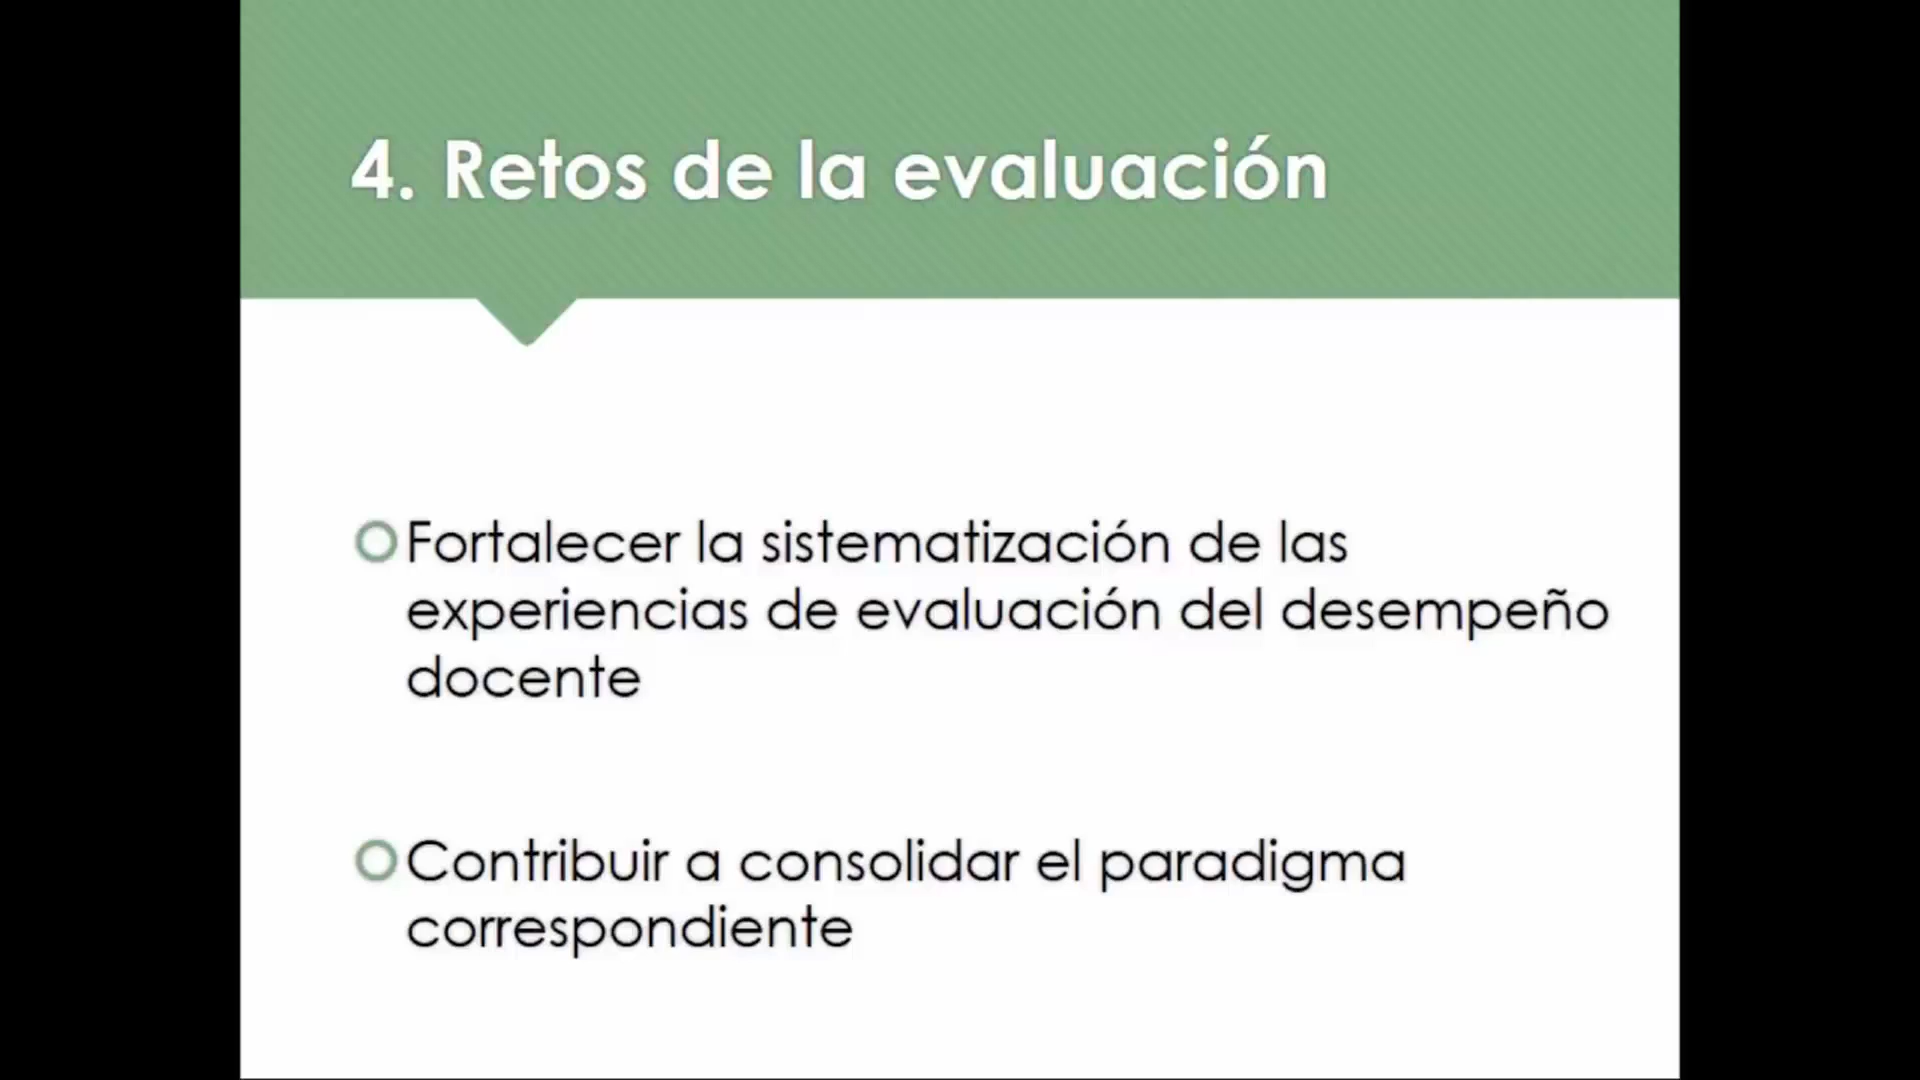 4. Retos de la evaluación
Fortalecer la sistematización de las
experiencias de evaluación del desempeño
docente
Contribuir a consolidar el paradigma
correspondiente